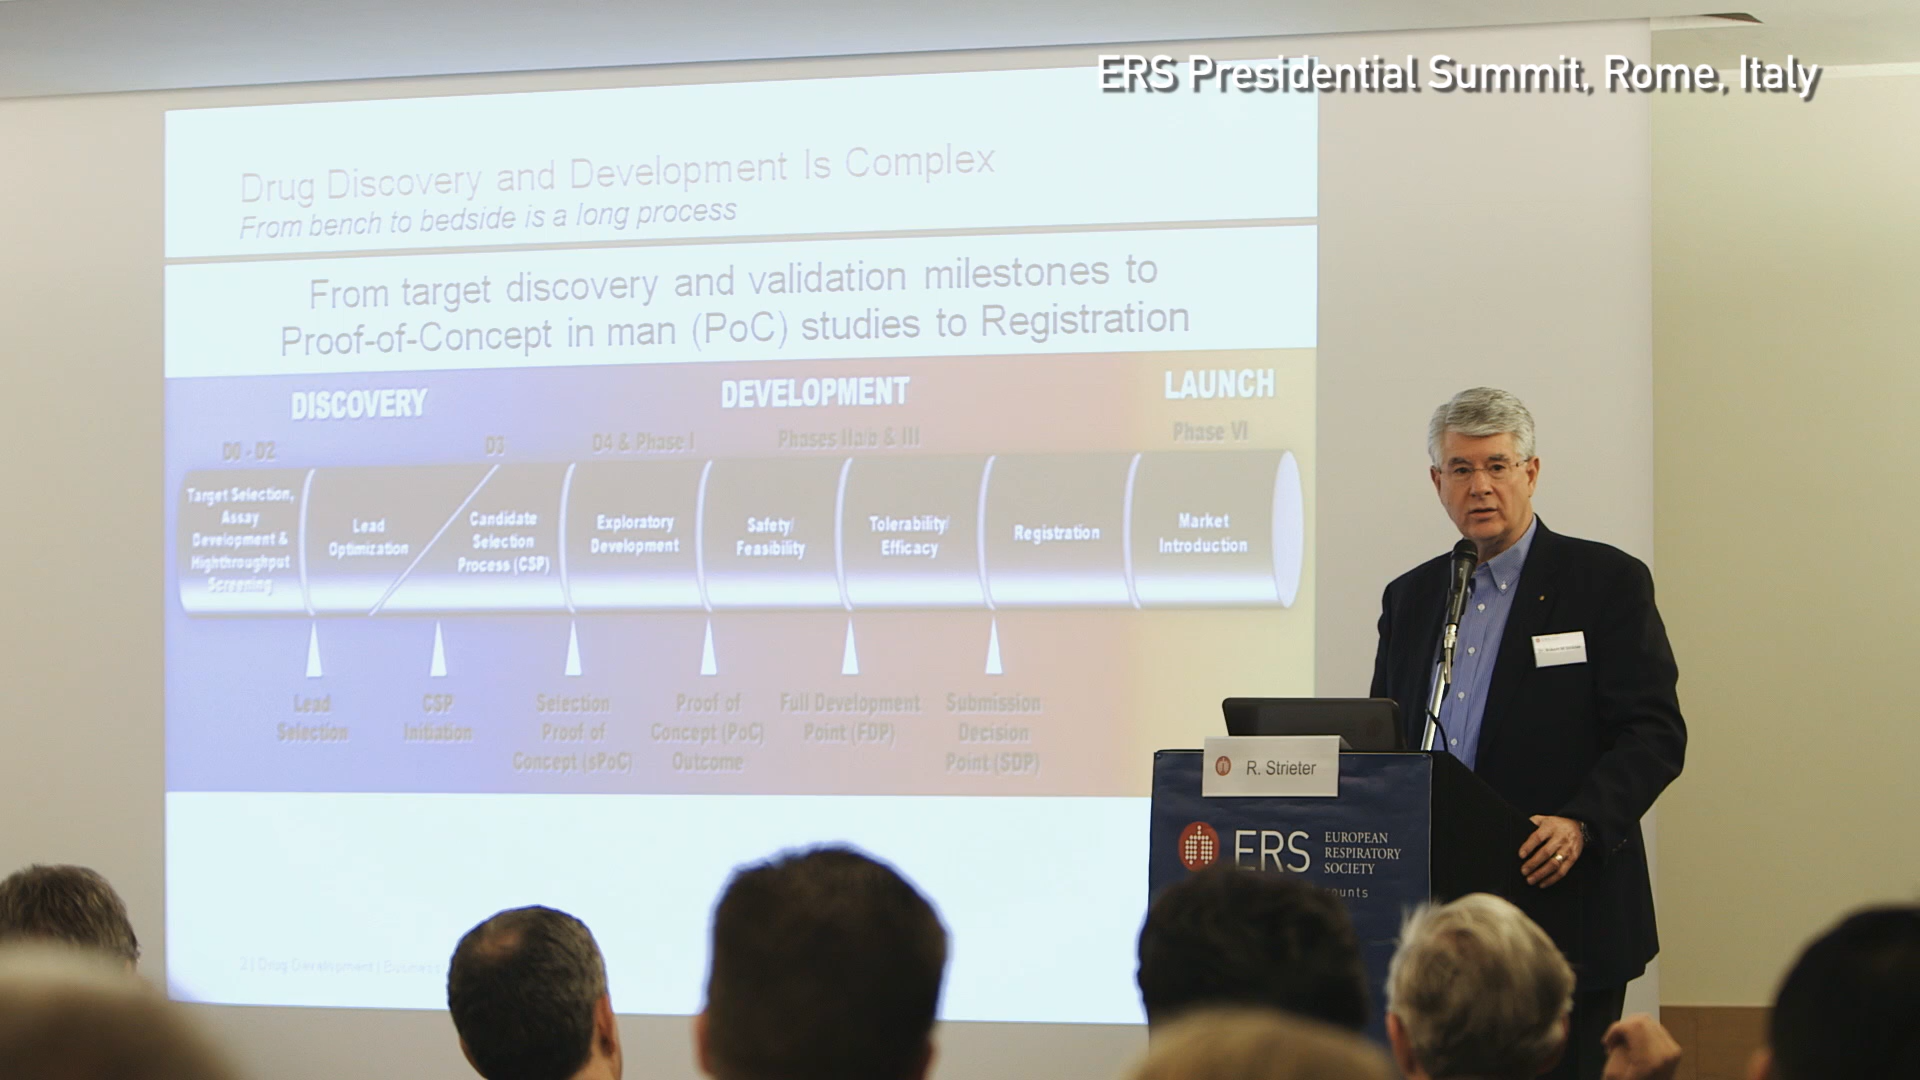 ERS Presidential Summit, Rome, Italy
Drug Discovery and Development Is Complex
From bench to bedside is a long process
From target discovery and validation milestones to
Proof-of-Concept in man (PoC) studies to Registration
DISCOVERY
DEVELOPMENT
LAUNCH
D0 - D2
D3
D4 & Phase I
Phases IIa/b & III
Phase VI
Target Selection,
Assay
Development &
Highthroughput
Screening
Lead
Optimization
Candidate
Selection
Process (CSP)
Exploratory
Development
Safety/
Feasibility
Tolerability/
Efficacy
Registration
Market
Introduction
Lead
Selection
CSP
Initiation
Selection
Proof of
Concept (sPoC)
Proof of
Concept (PoC)
Outcome
Full Development
Point (FDP)
Submission
Decision
Point (SDP)
2 | Drug Development | Business
R. Strieter
ERS
EUROPEAN
RESPIRATORY
SOCIETY